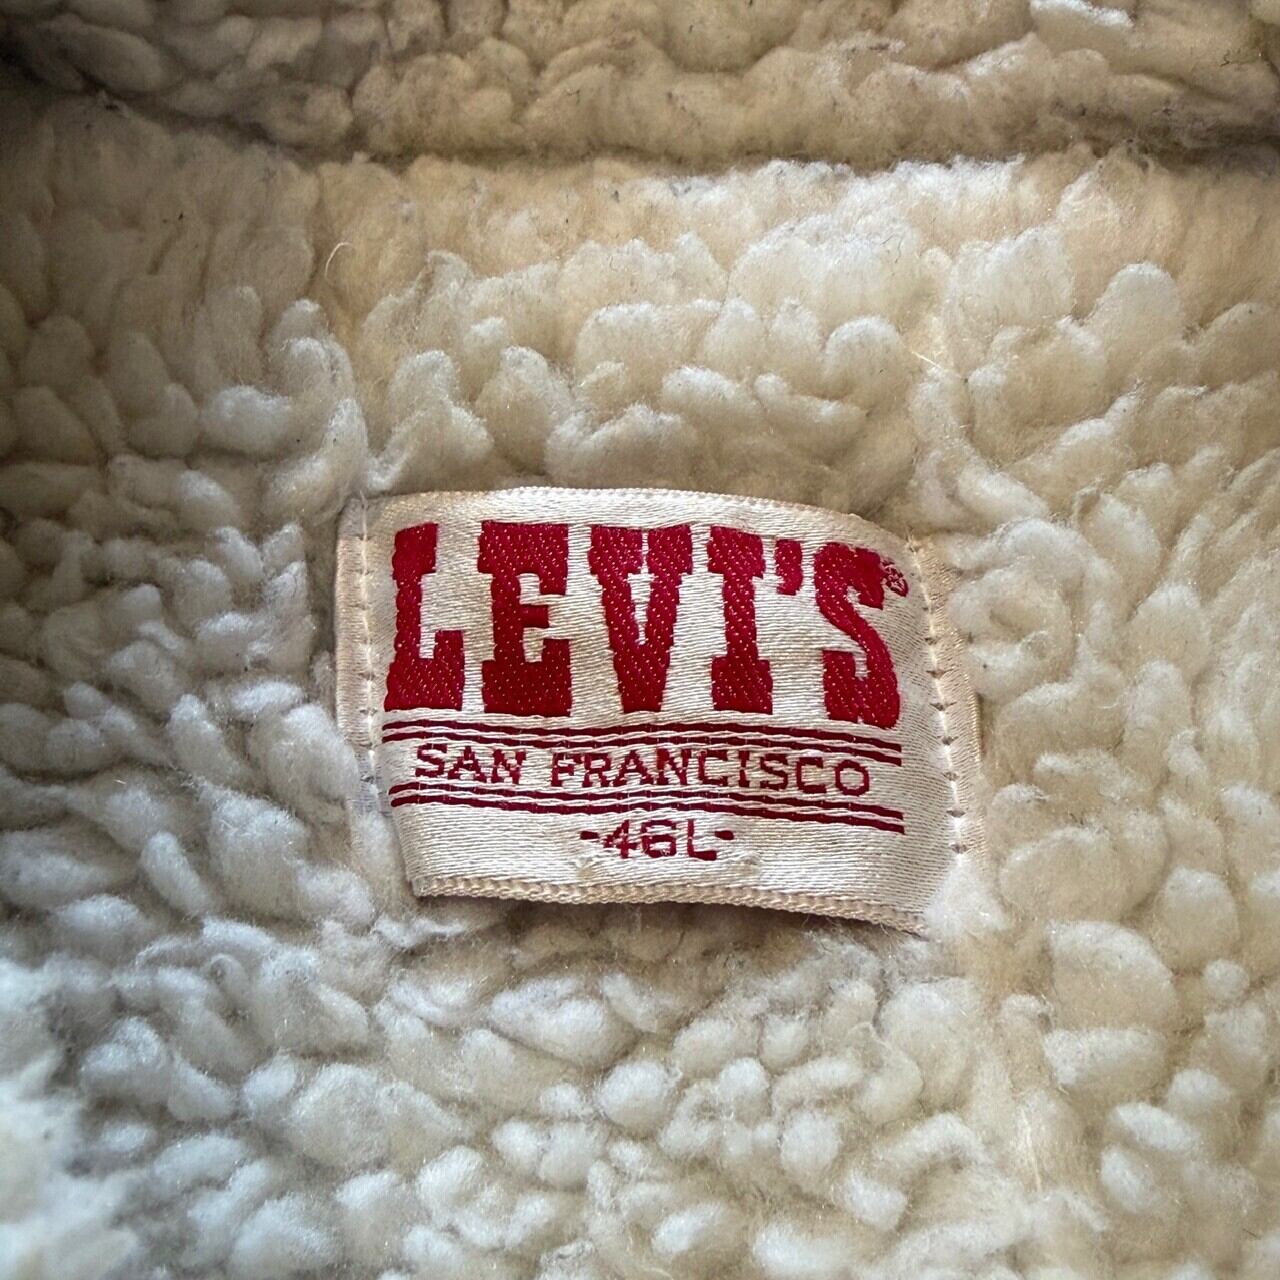 LEVI'S®
SAN FRANCISCO
-46L-